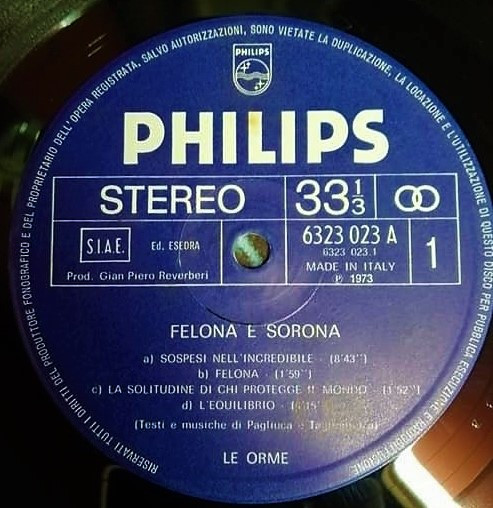 RISERVATI TUTTI I DIRITTI DEL PRODUTTORE FONOGRAFICO E DEL PROPRIETARIO DELL'OPERA REGISTRATA. SALVO AUTORIZZAZIONI, SONO VIETATE LA DUPLICAZIONE, LA LOCAZIONE E L'UTILIZZAZIONE DI QUESTO DISCO PER PUBBLICA ESECUZIONE E RADIODIFFUSIONE
PHILIPS
PHILIPS
STEREO 33 1/3
S.I.A.E. Ed. ESEDRA
Prod. Gian Piero Reverberi
6323 023 A
6323 023.1
MADE IN ITALY
℗ 1973
1
FELONA E SORONA
a) SOSPESI NELL'INCREDIBILE - (8'43'')
b) FELONA - (1'59'')
c) LA SOLITUDINE DI CHI PROTEGGE IL MONDO - (1'52'')
d) L'EQUILIBRIO -
(Testi e musiche di Pagliuca e Tagliapietra)
LE ORME